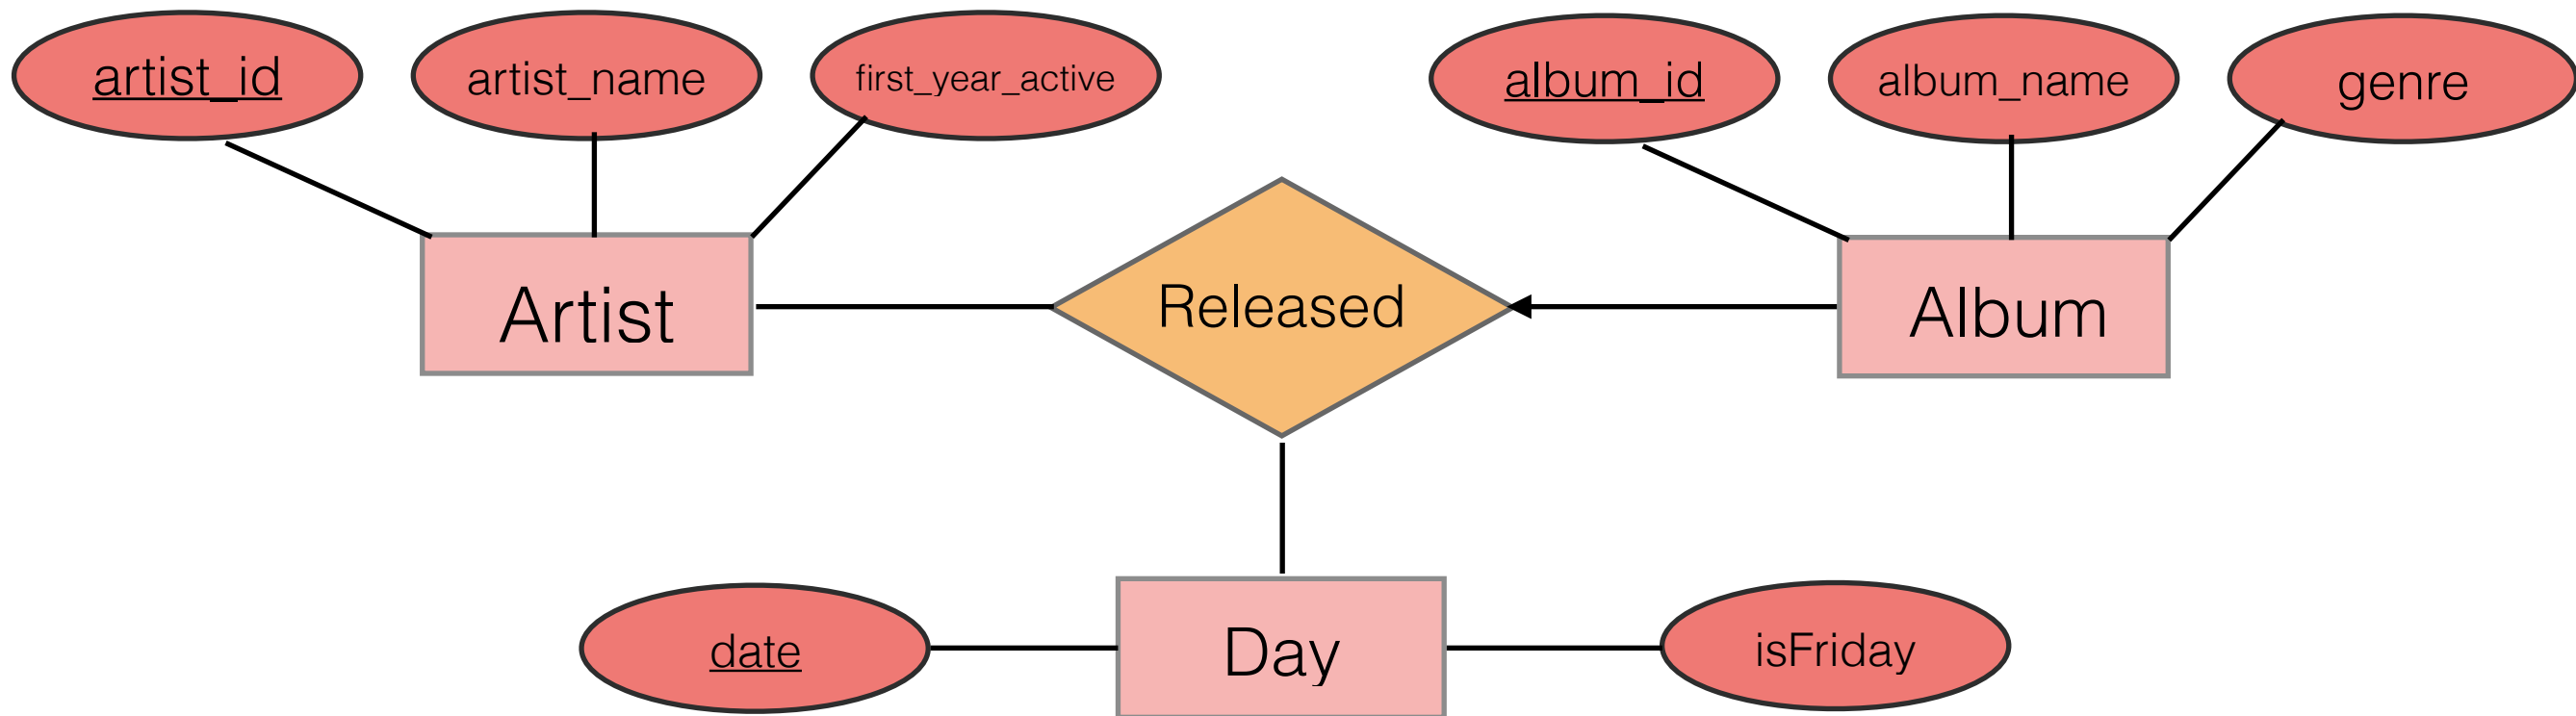 artist_id
artist_name
first_year_active
album_id
album_name
genre
Artist
Released
Album
date
Day
isFriday